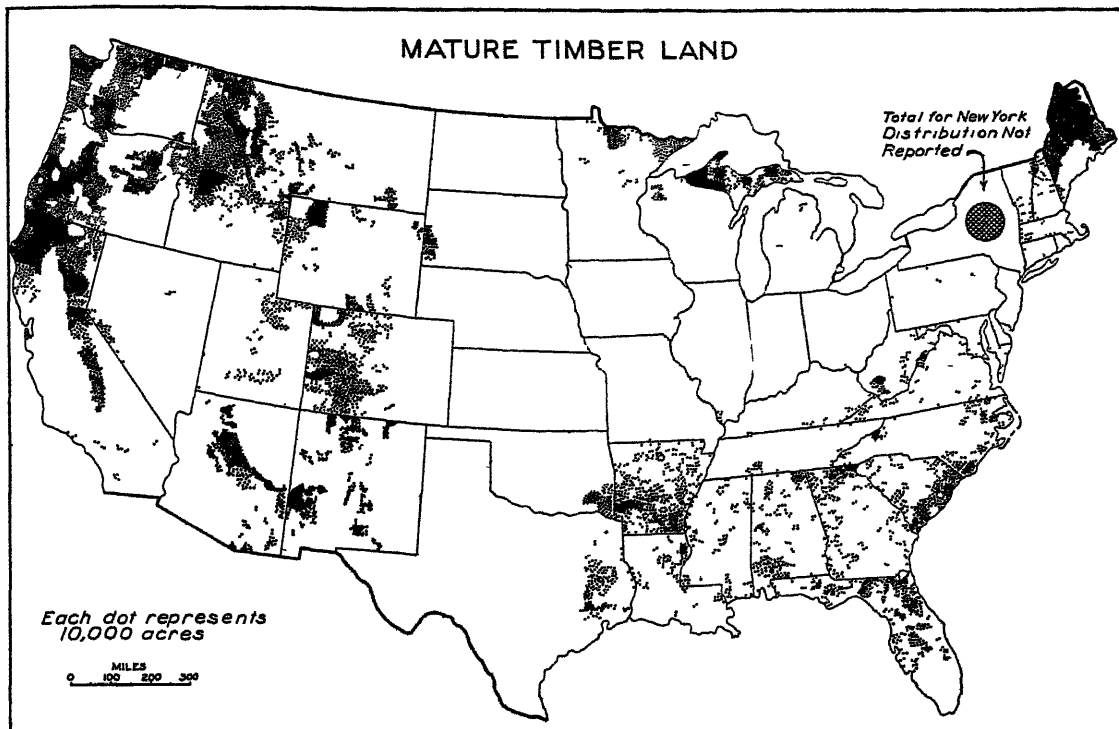 MATURE TIMBER LAND
Total for New York
Distribution Not
Reported
Each dot represents
10,000 acres
MILES
0 100 200 300